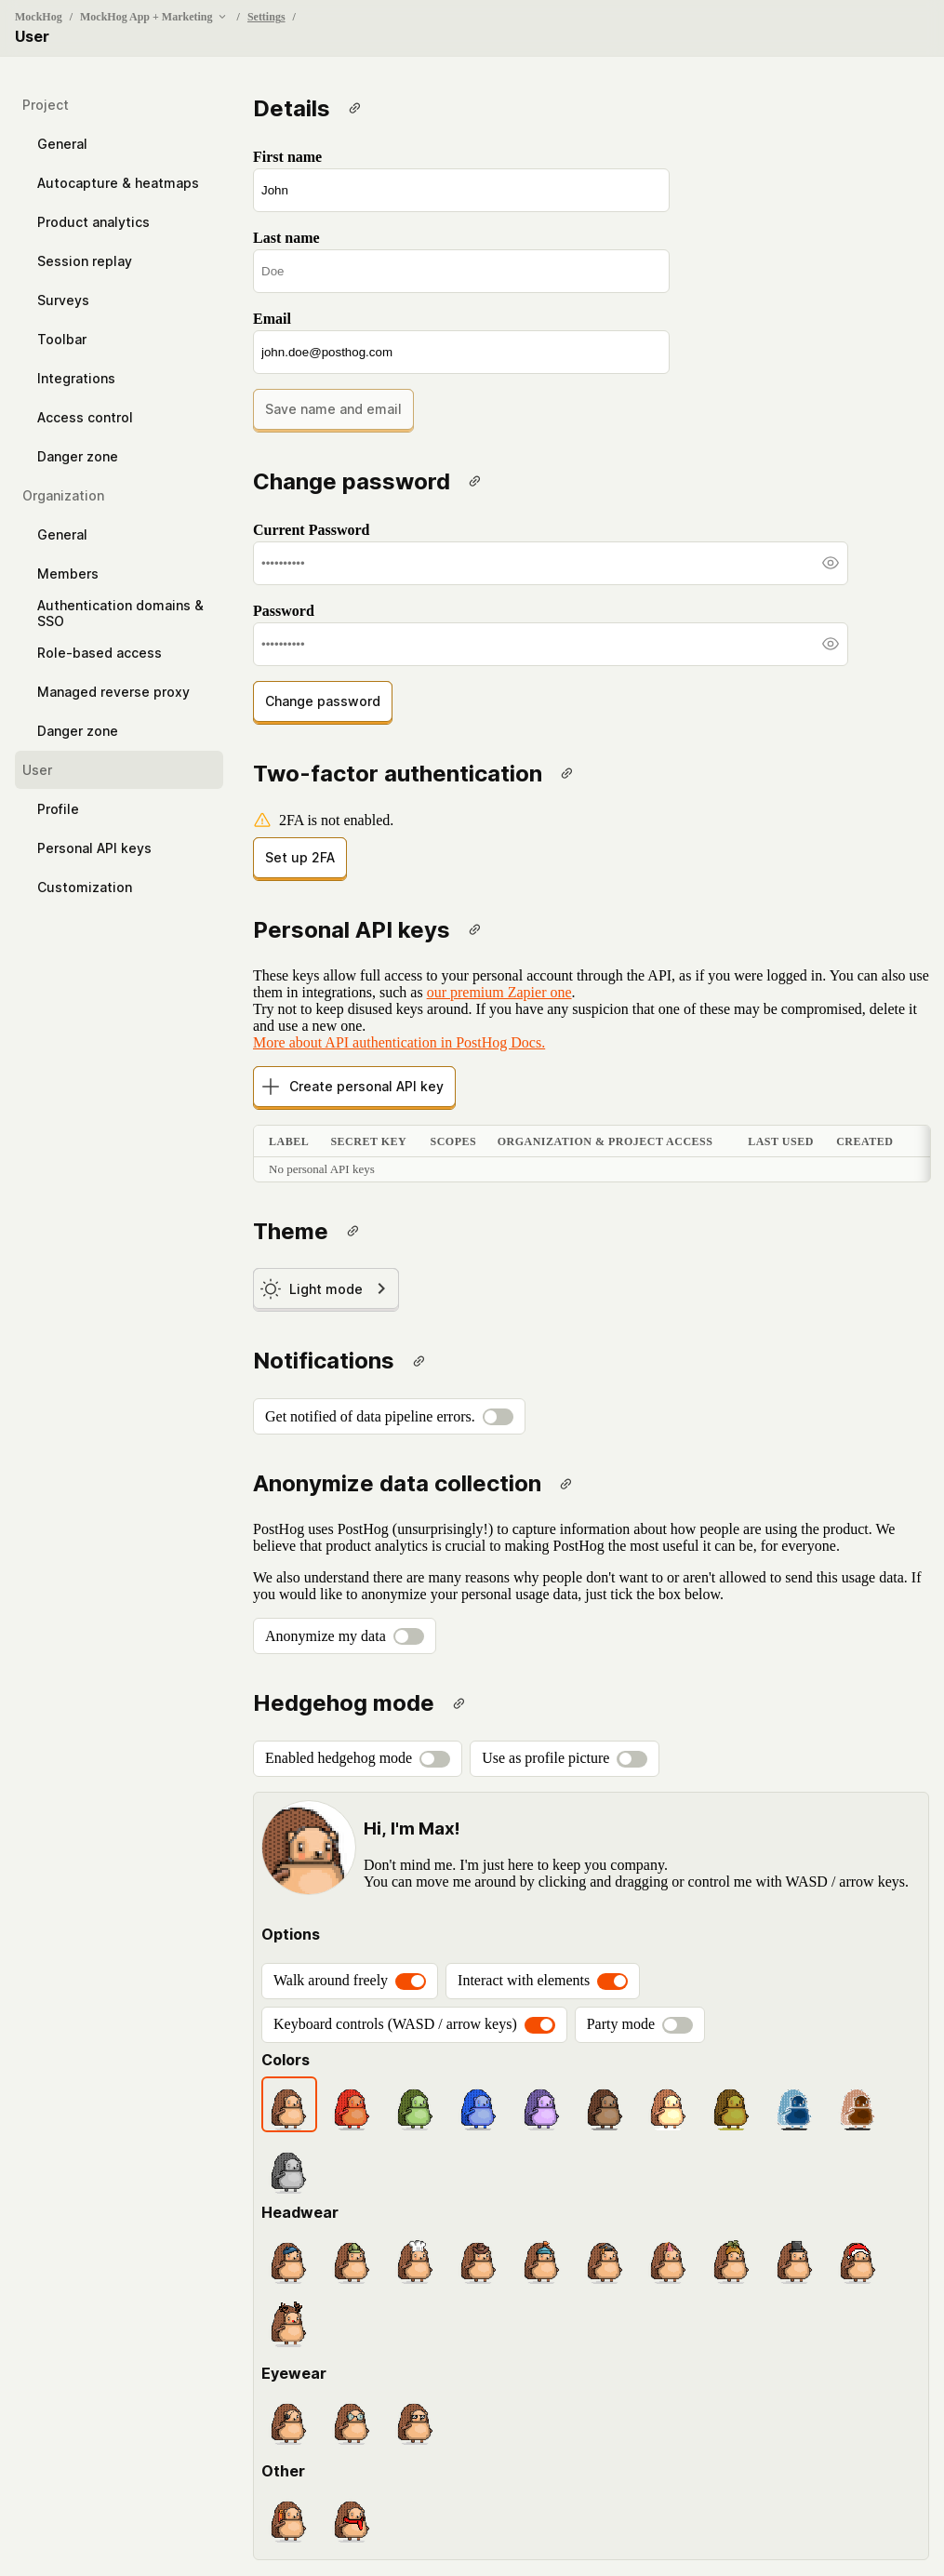 MockHog / MockHog App + Marketing / Settings /
User
Project
General
Autocapture & heatmaps
Product analytics
Session replay
Surveys
Toolbar
Integrations
Access control
Danger zone
Organization
General
Members
Authentication domains &
SSO
Role-based access
Managed reverse proxy
Danger zone
User
Profile
Personal API keys
Customization
Details
First name
John
Last name
Doe
Email
john.doe@posthog.com
Save name and email
Change password
Current Password
••••••••••
Password
••••••••••
Change password
Two-factor authentication
2FA is not enabled.
Set up 2FA
Personal API keys
These keys allow full access to your personal account through the API, as if you were logged in. You can also use
them in integrations, such as our premium Zapier one.
Try not to keep disused keys around. If you have any suspicion that one of these may be compromised, delete it
and use a new one.
More about API authentication in PostHog Docs.
Create personal API key
LABEL SECRET KEY SCOPES ORGANIZATION & PROJECT ACCESS LAST USED CREATED
No personal API keys
Theme
Light mode
Notifications
Get notified of data pipeline errors.
Anonymize data collection
PostHog uses PostHog (unsurprisingly!) to capture information about how people are using the product. We
believe that product analytics is crucial to making PostHog the most useful it can be, for everyone.
We also understand there are many reasons why people don't want to or aren't allowed to send this usage data. If
you would like to anonymize your personal usage data, just tick the box below.
Anonymize my data
Hedgehog mode
Enabled hedgehog mode Use as profile picture
Hi, I'm Max!
Don't mind me. I'm just here to keep you company.
You can move me around by clicking and dragging or control me with WASD / arrow keys.
Options
Walk around freely Interact with elements
Keyboard controls (WASD / arrow keys) Party mode
Colors
Headwear
Eyewear
Other